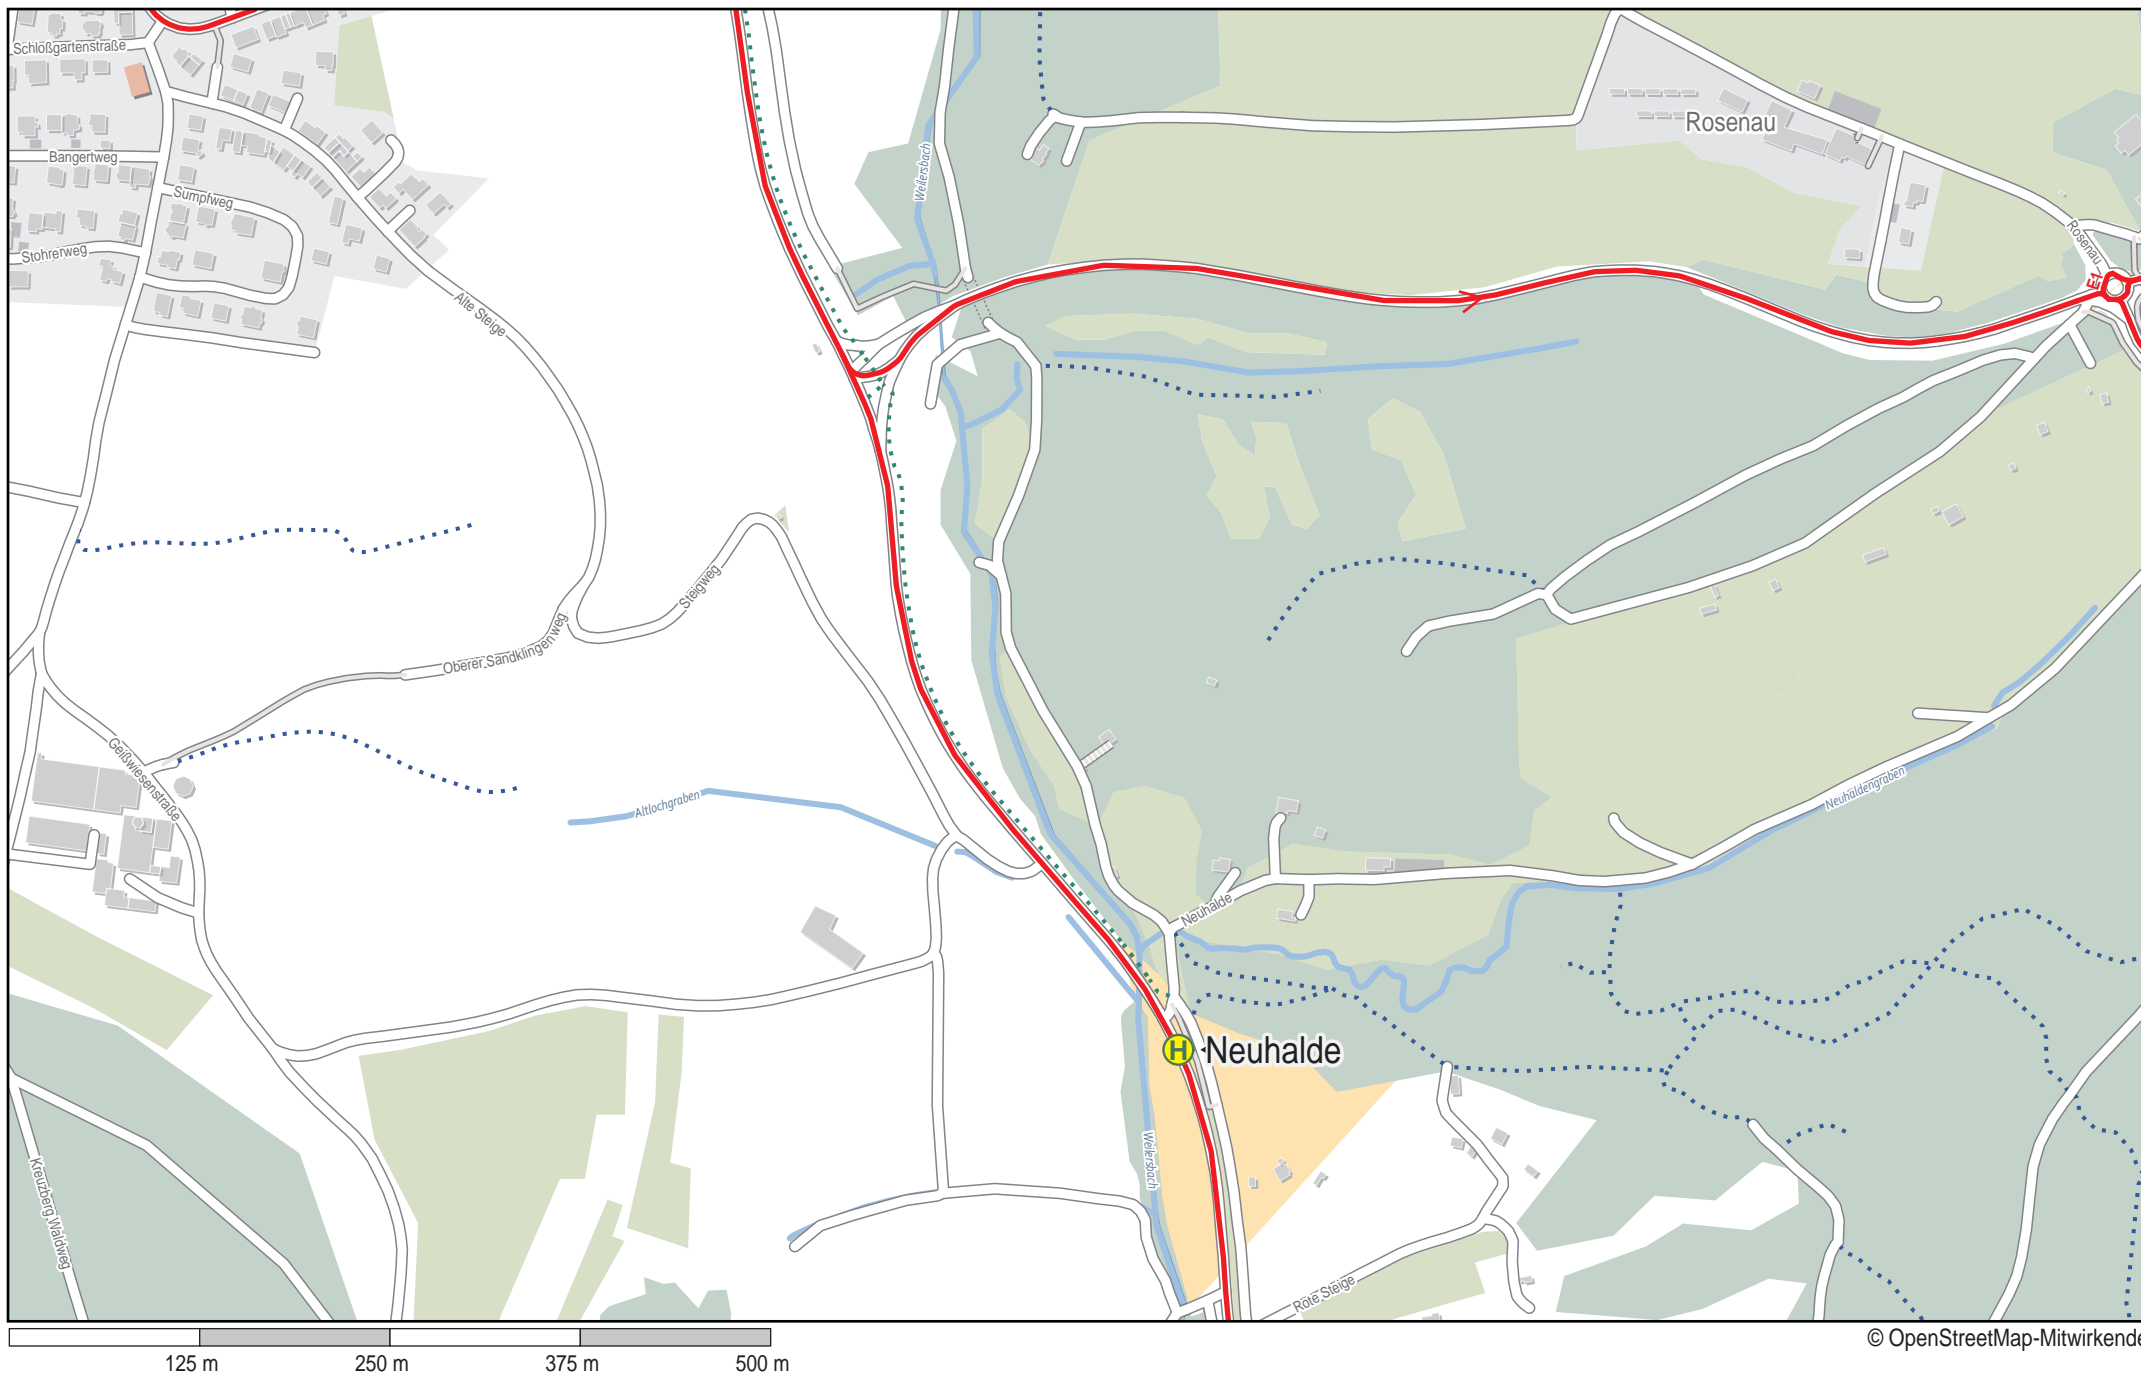 Schloßgartenstraße
Rosenau
Bangertweg
Weilersbach
Sumpfweg
Stohrerweg
Rosenau
E1
Alte Steige
Steigweg
Oberer Sandklingenweg
Geißwiesenstraße
Altlochgraben
Neuhaldengraben
Neuhalde
H Neuhalde
Weilersbach
Kreuzberg Waldweg
Rote Steige
© OpenStreetMap-Mitwirkende
125 m 250 m 375 m 500 m